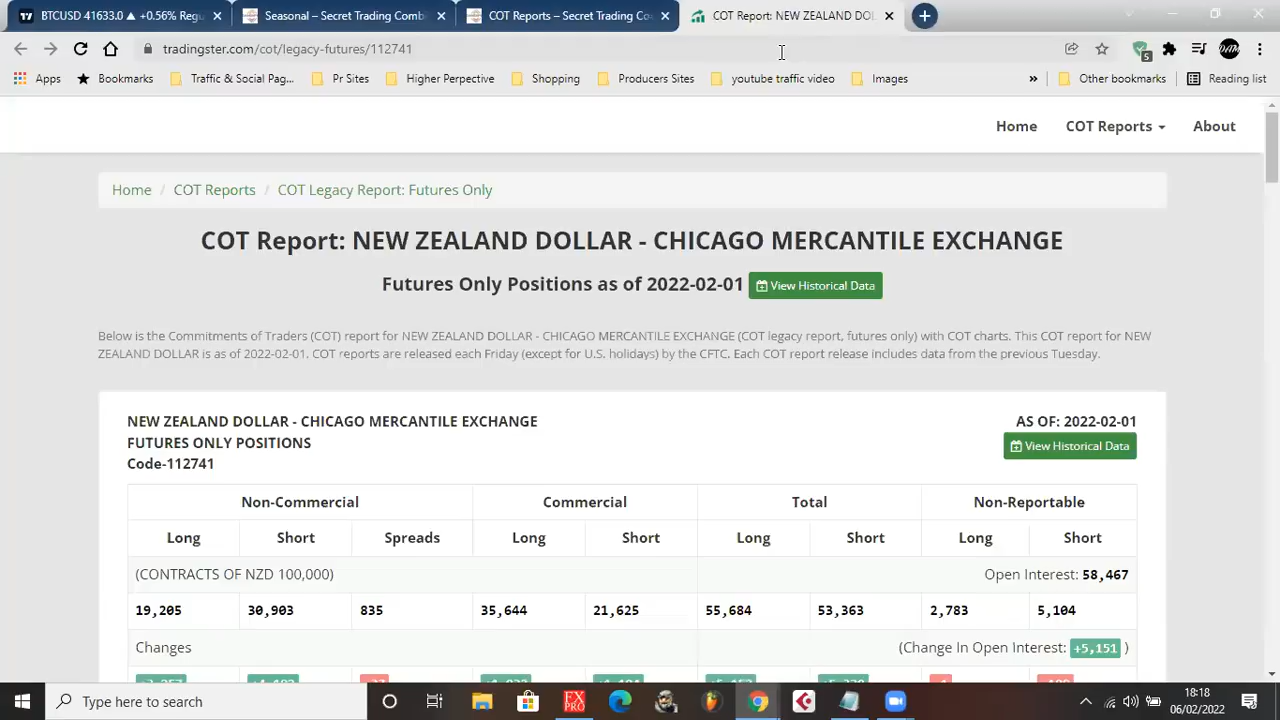 BTCUSD 41633.0 ▲ +0.56% Regu
Seasonal – Secret Trading Comb
COT Reports – Secret Trading Co
COT Report: NEW ZEALAND DOL
tradingster.com/cot/legacy-futures/112741
5
Apps
Bookmarks
Traffic & Social Pag...
Pr Sites
Higher Perpective
Shopping
Producers Sites
youtube traffic video
Images
»
Other bookmarks
Reading list
Home
COT Reports
About
Home / COT Reports / COT Legacy Report: Futures Only
COT Report: NEW ZEALAND DOLLAR - CHICAGO MERCANTILE EXCHANGE
Futures Only Positions as of 2022-02-01 View Historical Data
Below is the Commitments of Traders (COT) report for NEW ZEALAND DOLLAR - CHICAGO MERCANTILE EXCHANGE (COT legacy report, futures only) with COT charts. This COT report for NEW
ZEALAND DOLLAR is as of 2022-02-01. COT reports are released each Friday (except for U.S. holidays) by the CFTC. Each COT report release includes data from the previous Tuesday.
NEW ZEALAND DOLLAR - CHICAGO MERCANTILE EXCHANGE
AS OF: 2022-02-01
FUTURES ONLY POSITIONS
View Historical Data
Code-112741
Non-Commercial Commercial Total Non-Reportable
Long Short Spreads Long Short Long Short Long Short
(CONTRACTS OF NZD 100,000) Open Interest: 58,467
19,205 30,903 835 35,644 21,625 55,684 53,363 2,783 5,104
Changes (Change In Open Interest: +5,151 )
Type here to search
FX PRO
18:18
06/02/2022